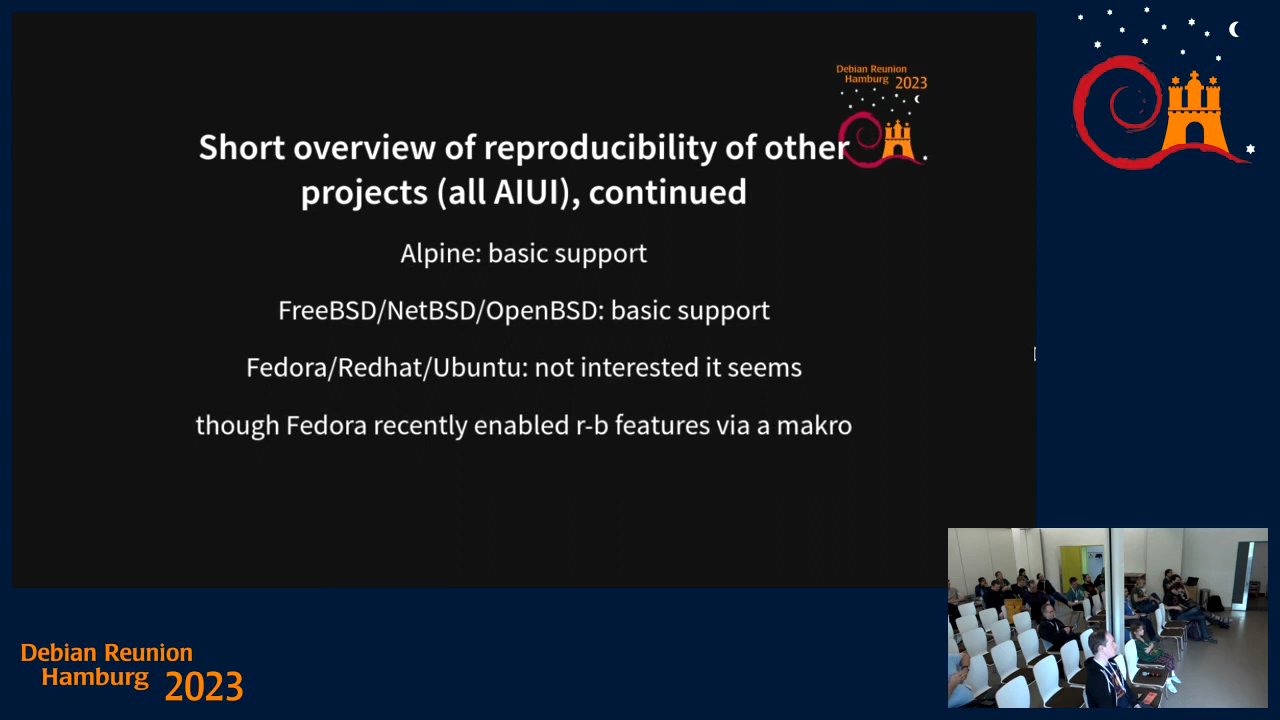 Debian Reunion
Hamburg 2023
Short overview of reproducibility of other
projects (all AIUI), continued
Alpine: basic support
FreeBSD/NetBSD/OpenBSD: basic support
Fedora/Redhat/Ubuntu: not interested it seems
though Fedora recently enabled r-b features via a makro
Debian Reunion
Hamburg 2023